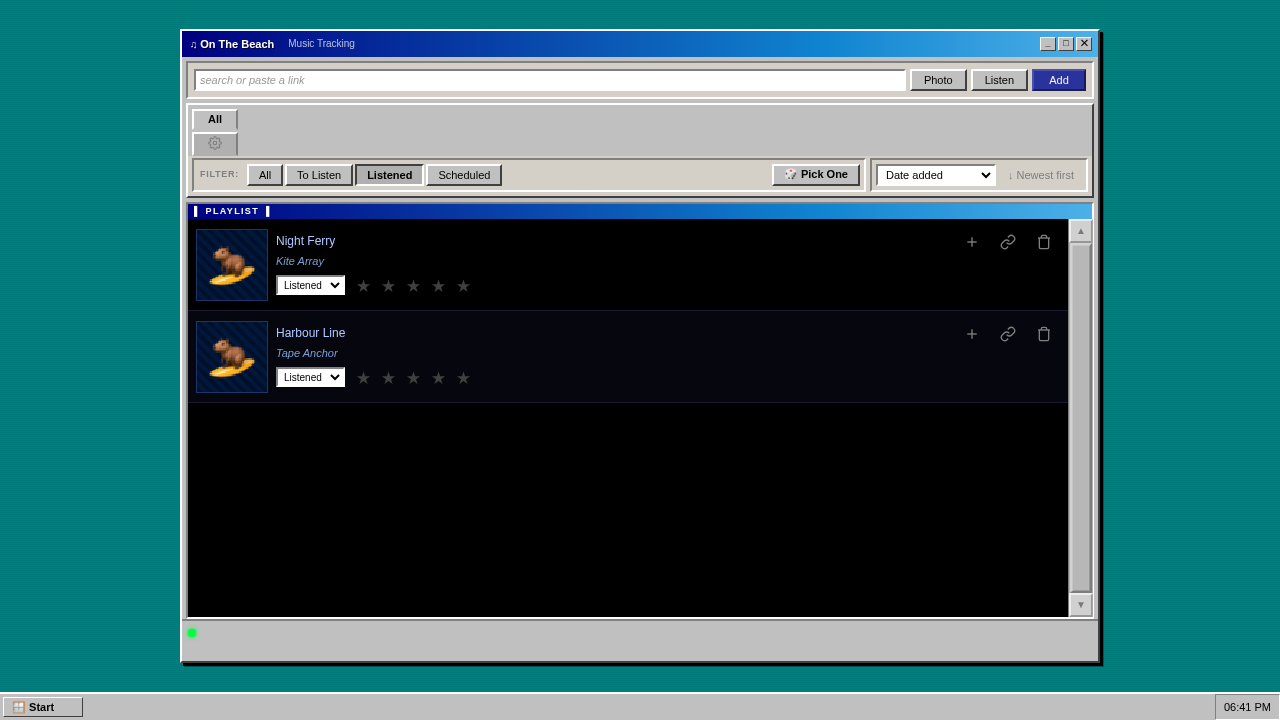 ♫ On The Beach Music Tracking
search or paste a link Photo Listen Add
All
FILTER: All To Listen Listened Scheduled 🎲 Pick One Date added ↓ Newest first
▌ PLAYLIST ▐
Night Ferry
Kite Array
Listened ★ ★ ★ ★ ★
Harbour Line
Tape Anchor
Listened ★ ★ ★ ★ ★
Start 06:41 PM